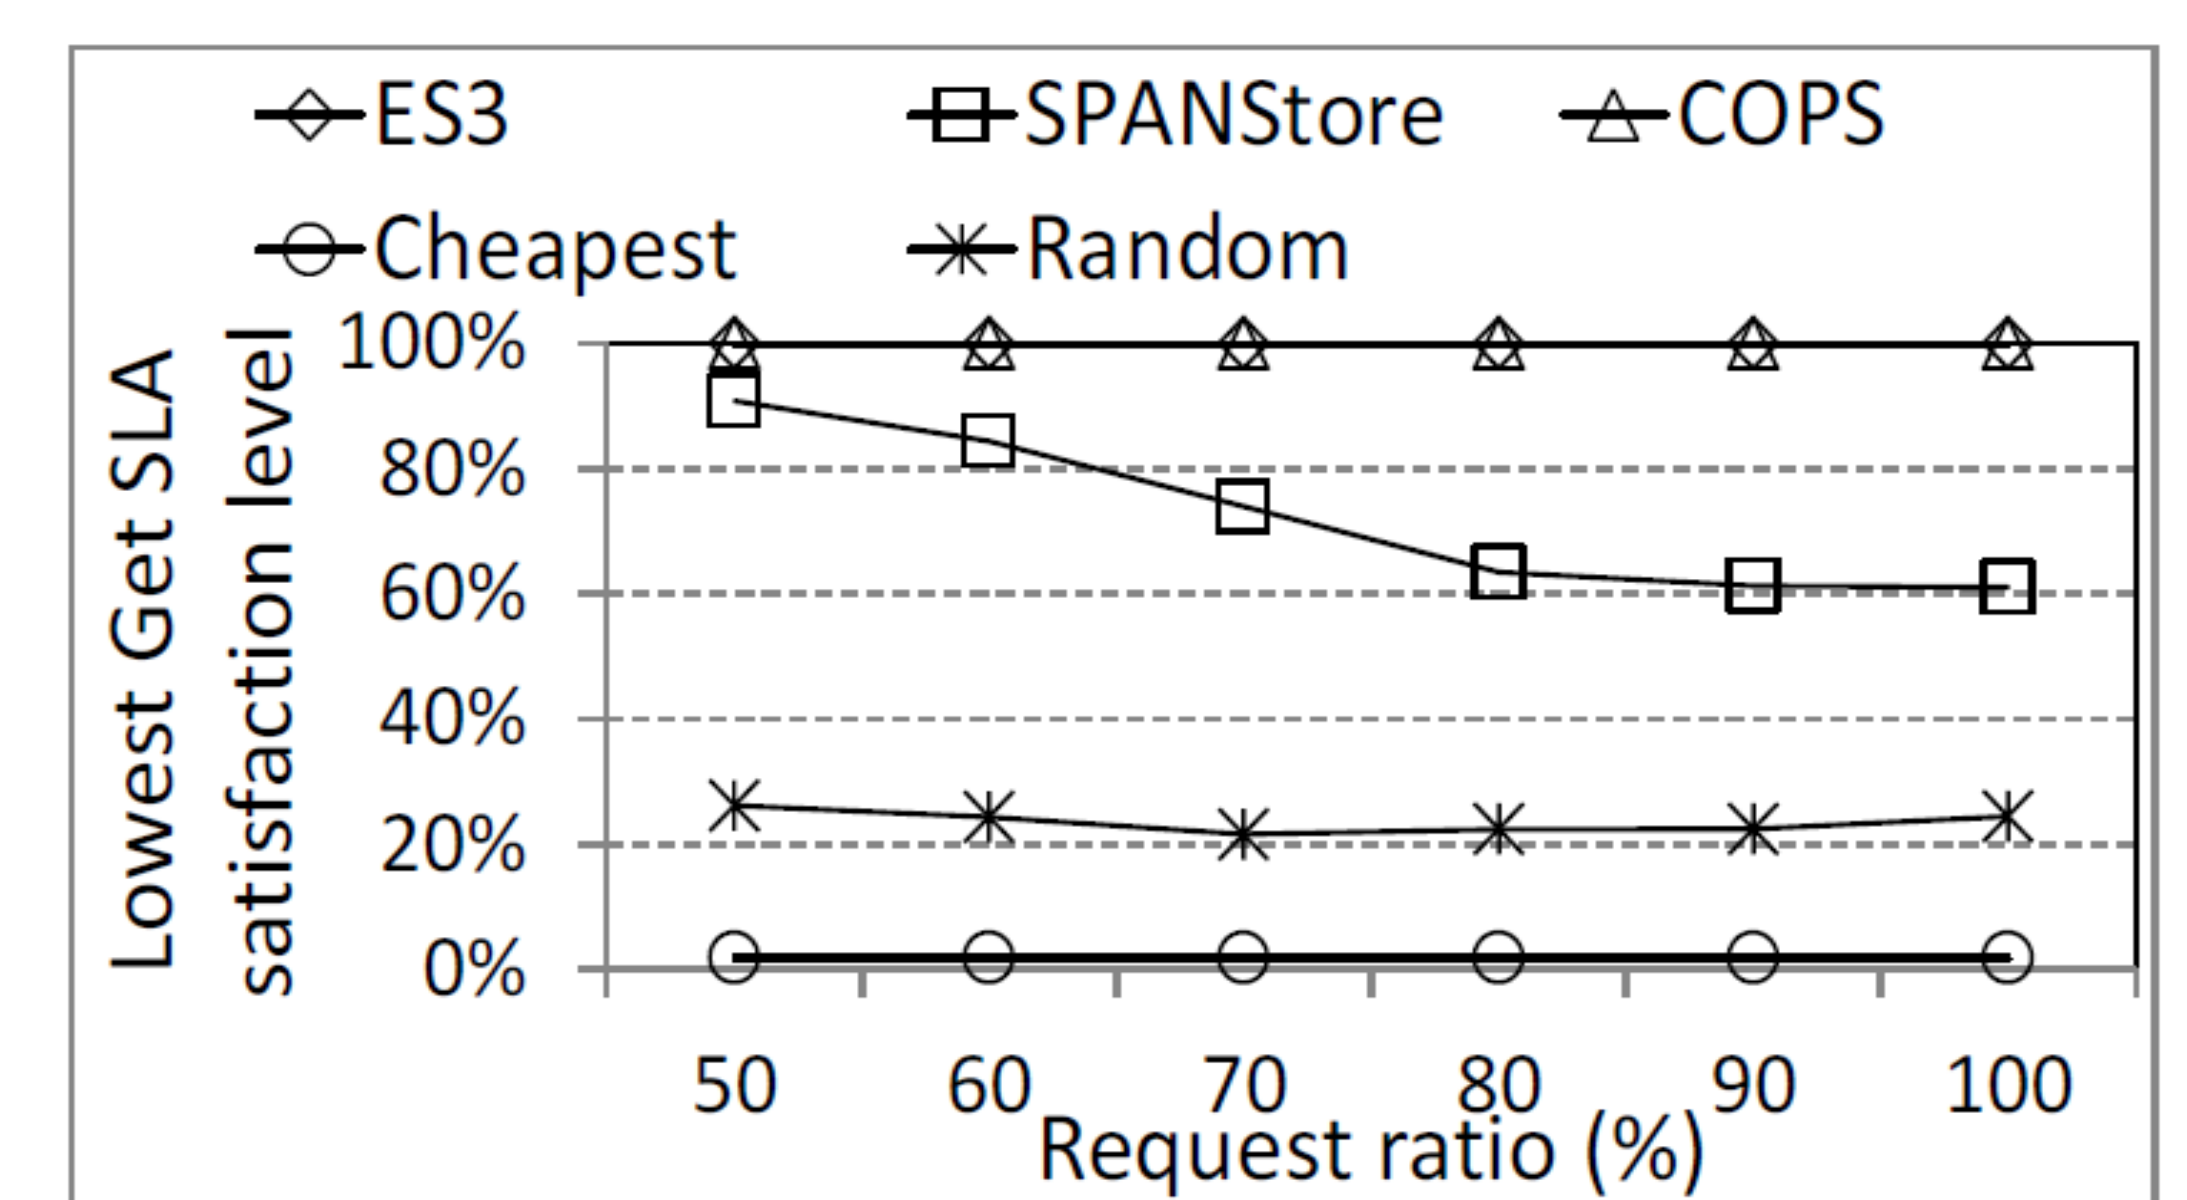 ES3 SPANStore COPS
Cheapest Random
Lowest Get SLA
satisfaction level
100%
80%
60%
40%
20%
0%
50 60 70 80 90 100
Request ratio (%)